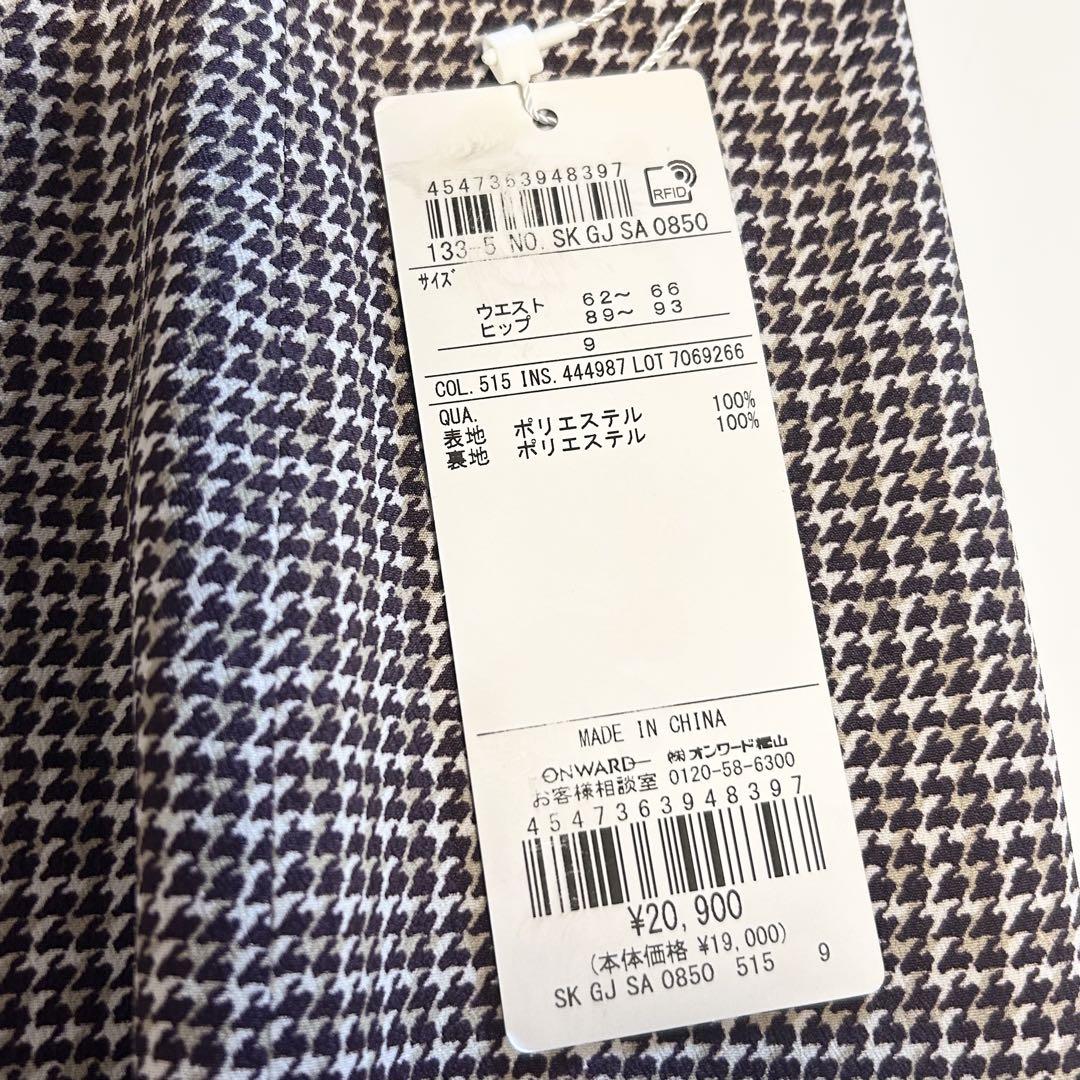 4547363948397
RFID
133-5 NO. SK GJ SA 0850
サイズ
ウエスト 62～ 66
ヒップ 89～ 93
9
COL. 515 INS. 444987 LOT 7069266
QUA.
表地 ポリエステル 100%
裏地 ポリエステル 100%
MADE IN CHINA
ONWARD ㈱オンワード樫山
お客様相談室 0120-58-6300
4547363948397
¥20,900
(本体価格 ¥19,000)
SK GJ SA 0850 515 9